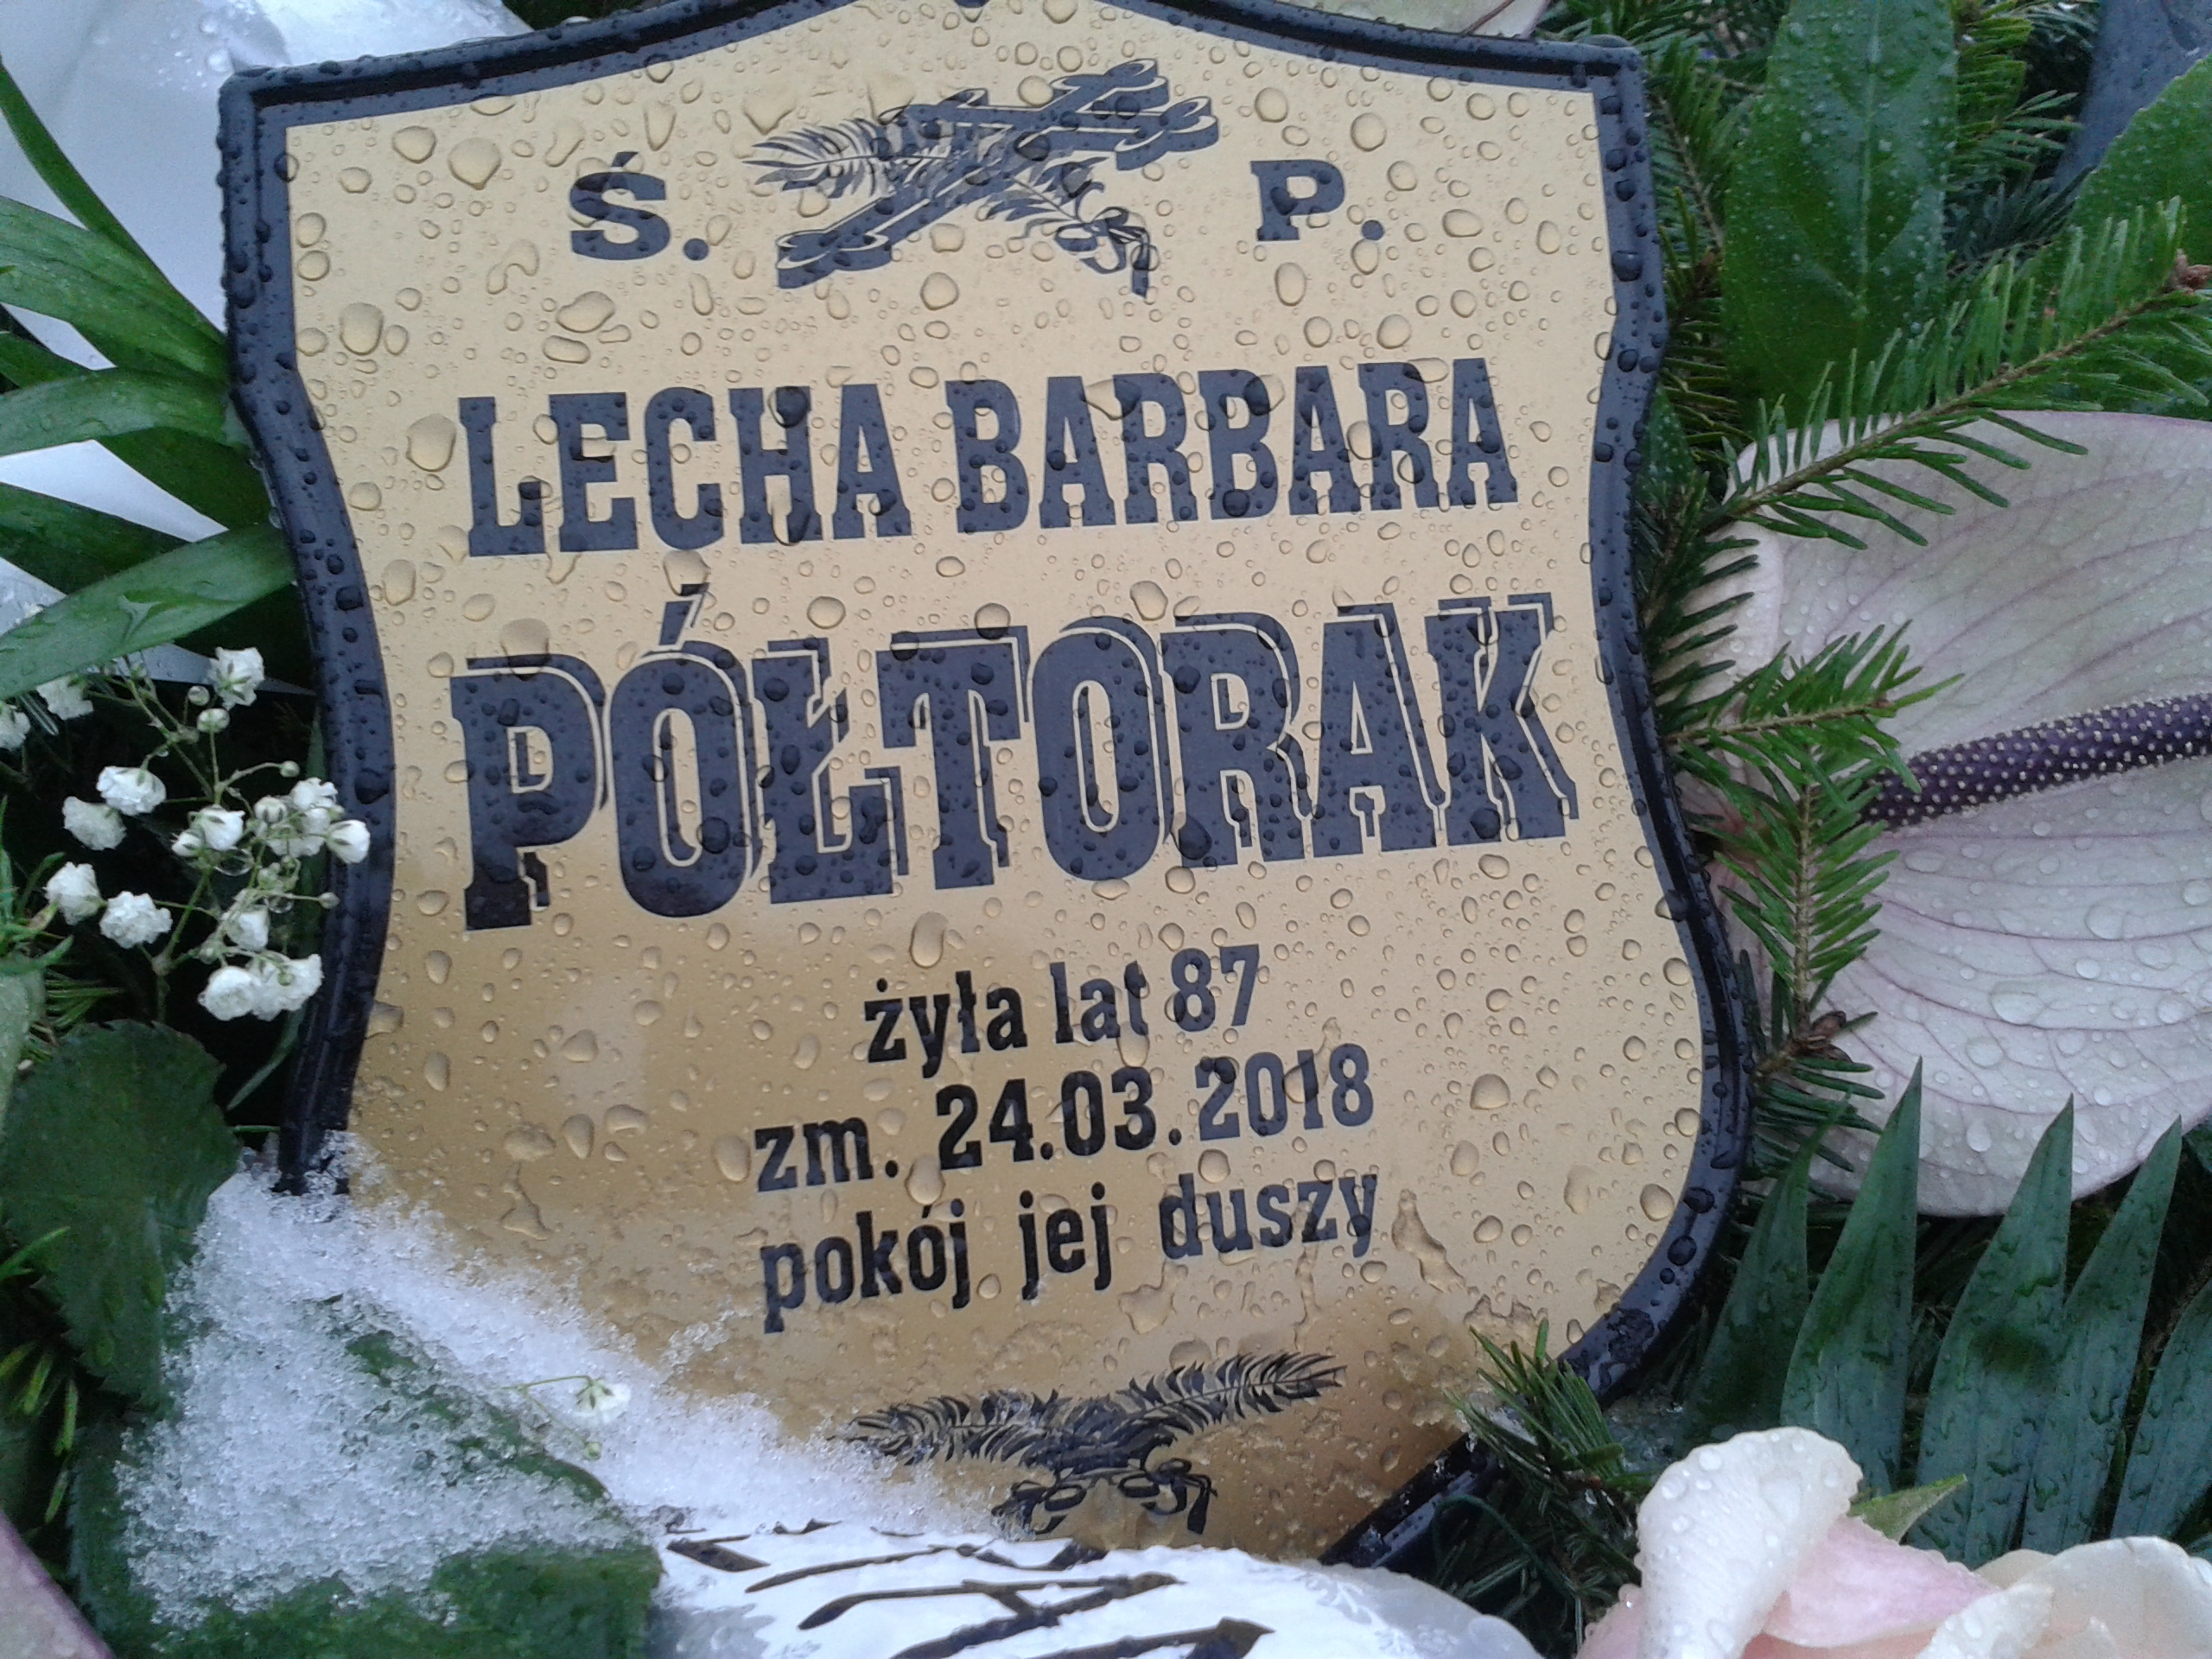 Ś. P.
LECHA BARBARA
PÓŁTORAK
żyła lat 87
zm. 24.03.2018
pokój jej duszy